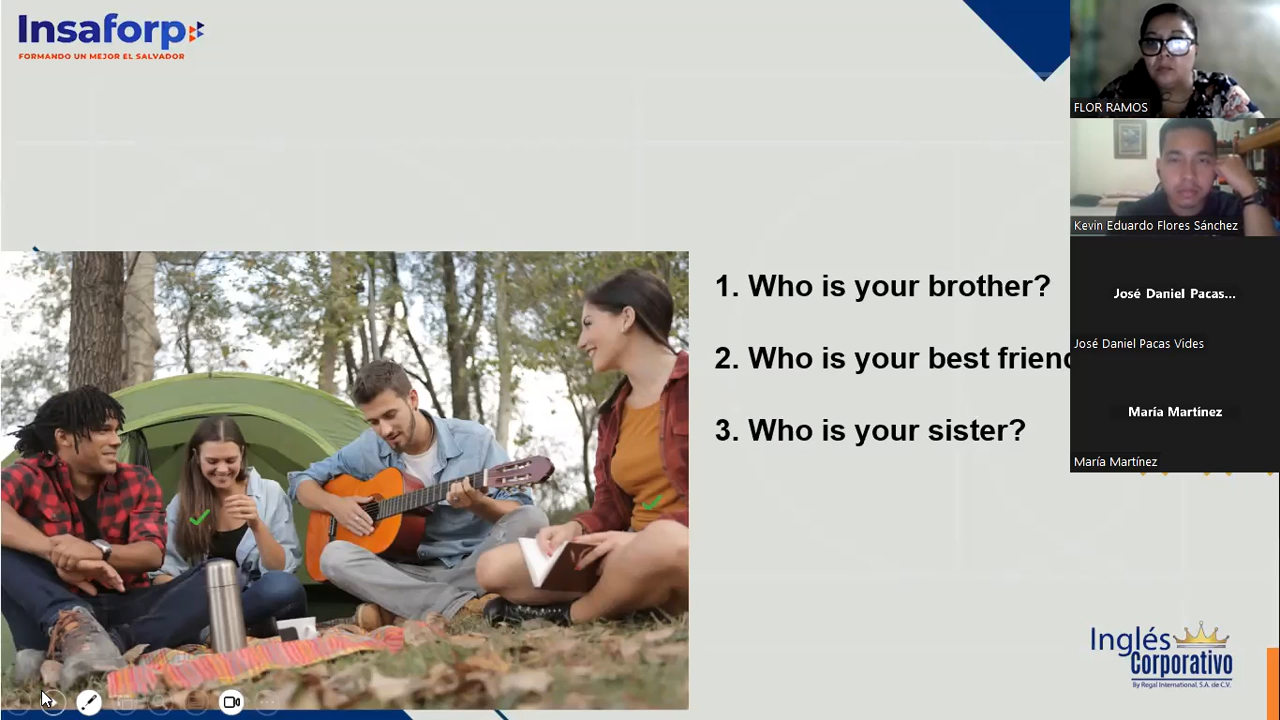 Insaforp
FORMANDO UN MEJOR EL SALVADOR
FLOR RAMOS
Kevin Eduardo Flores Sánchez
José Daniel Pacas...
José Daniel Pacas Vides
María Martínez
María Martínez
1. Who is your brother?
2. Who is your best friend
3. Who is your sister?
Inglés
Corporativo
By Regal International, S.A. de C.V.